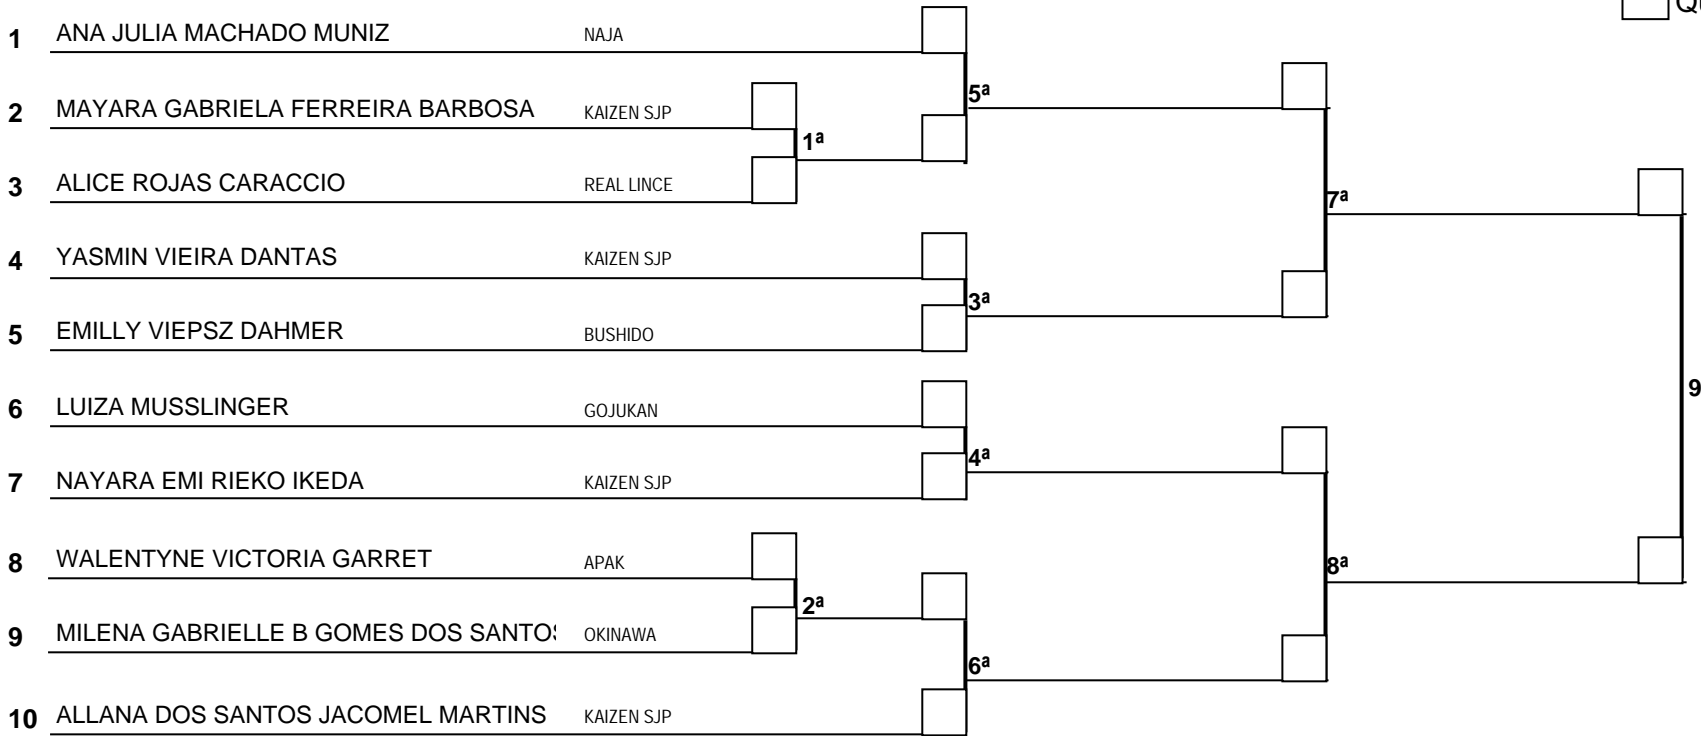 1 ANA JULIA MACHADO MUNIZ NAJA
5ª
2 MAYARA GABRIELA FERREIRA BARBOSA KAIZEN SJP
1ª
3 ALICE ROJAS CARACCIO REAL LINCE
7ª
4 YASMIN VIEIRA DANTAS KAIZEN SJP
3ª
5 EMILLY VIEPSZ DAHMER BUSHIDO
9
6 LUIZA MUSSLINGER GOJUKAN
4ª
7 NAYARA EMI RIEKO IKEDA KAIZEN SJP
8 WALENTYNE VICTORIA GARRET APAK
8ª
2ª
9 MILENA GABRIELLE B GOMES DOS SANTOS OKINAWA
6ª
10 ALLANA DOS SANTOS JACOMEL MARTINS KAIZEN SJP